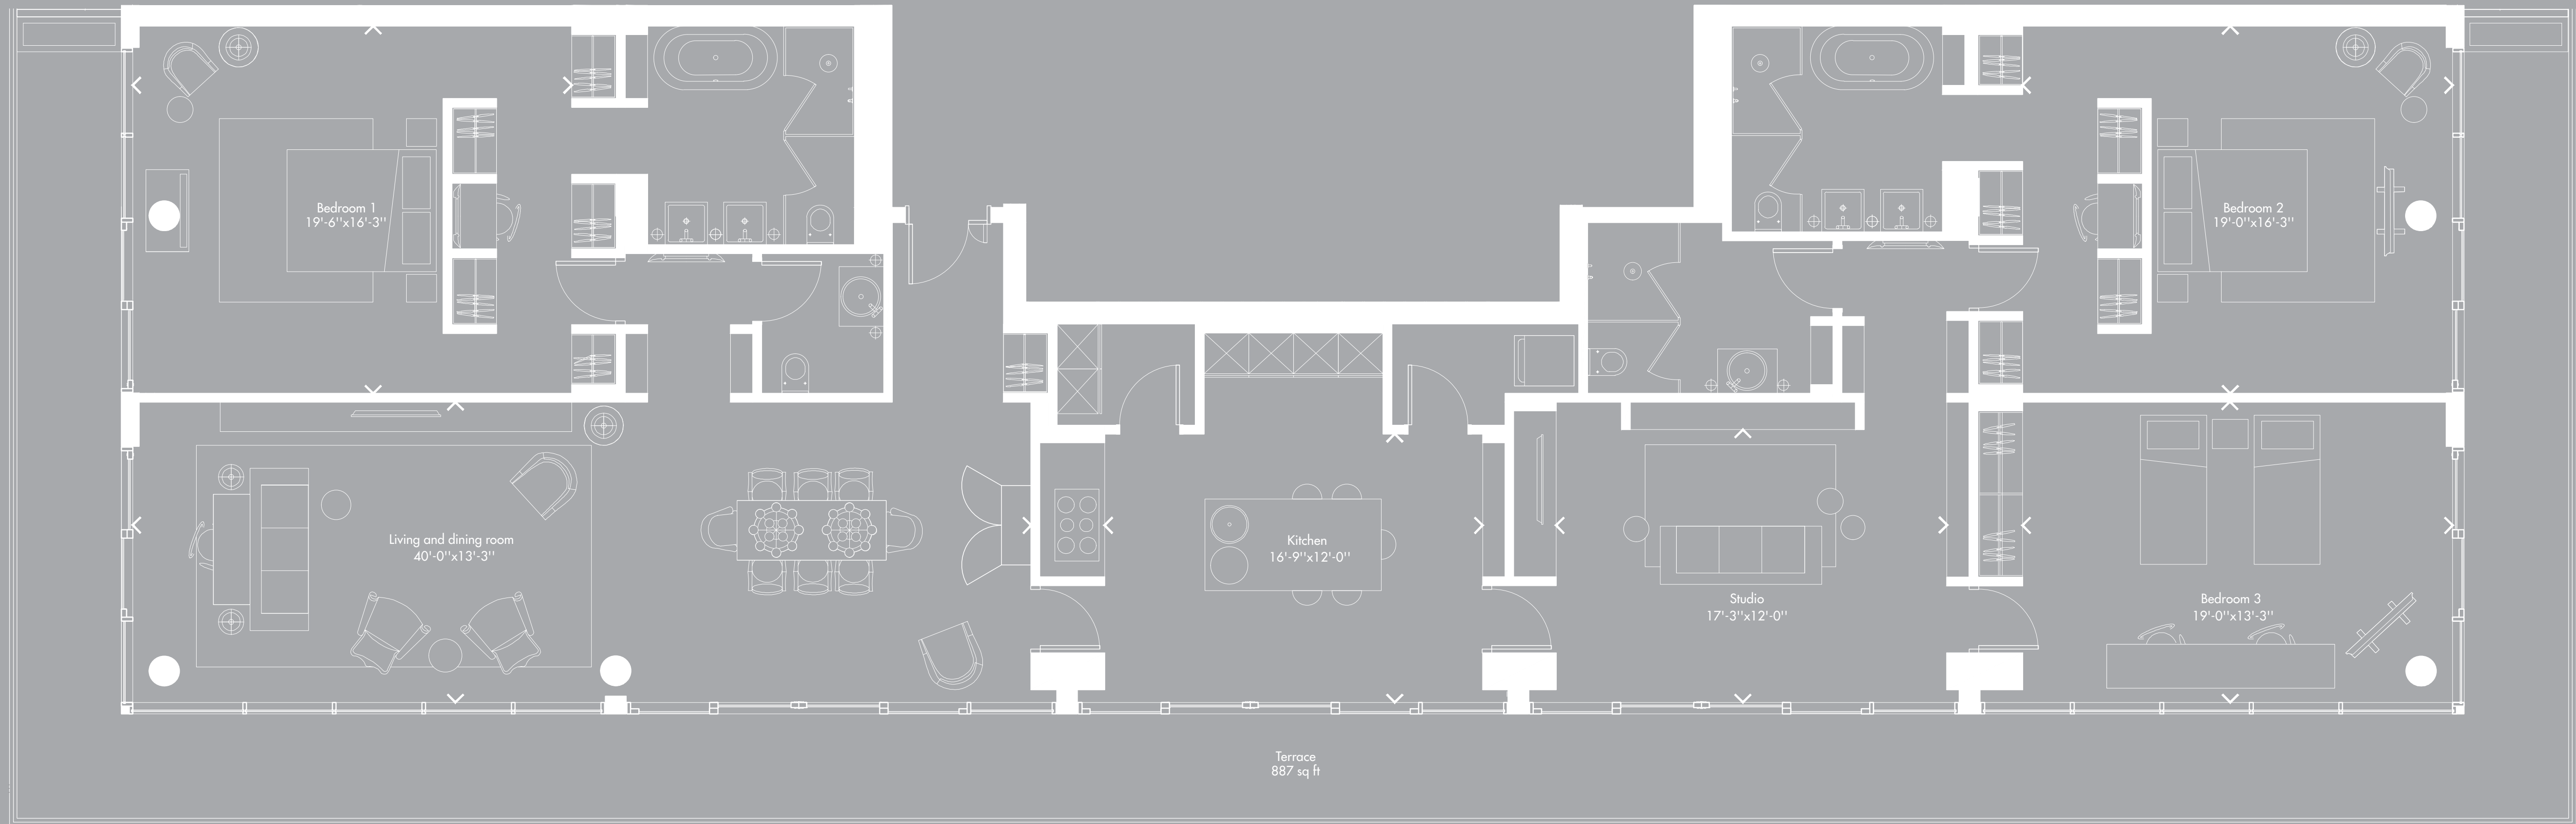 Bedroom 1
19'-6''x16'-3''
Bedroom 2
19'-0''x16'-3''
Living and dining room
40'-0''x13'-3''
Kitchen
16'-9''x12'-0''
Studio
17'-3''x12'-0''
Bedroom 3
19'-0''x13'-3''
Terrace
887 sq ft